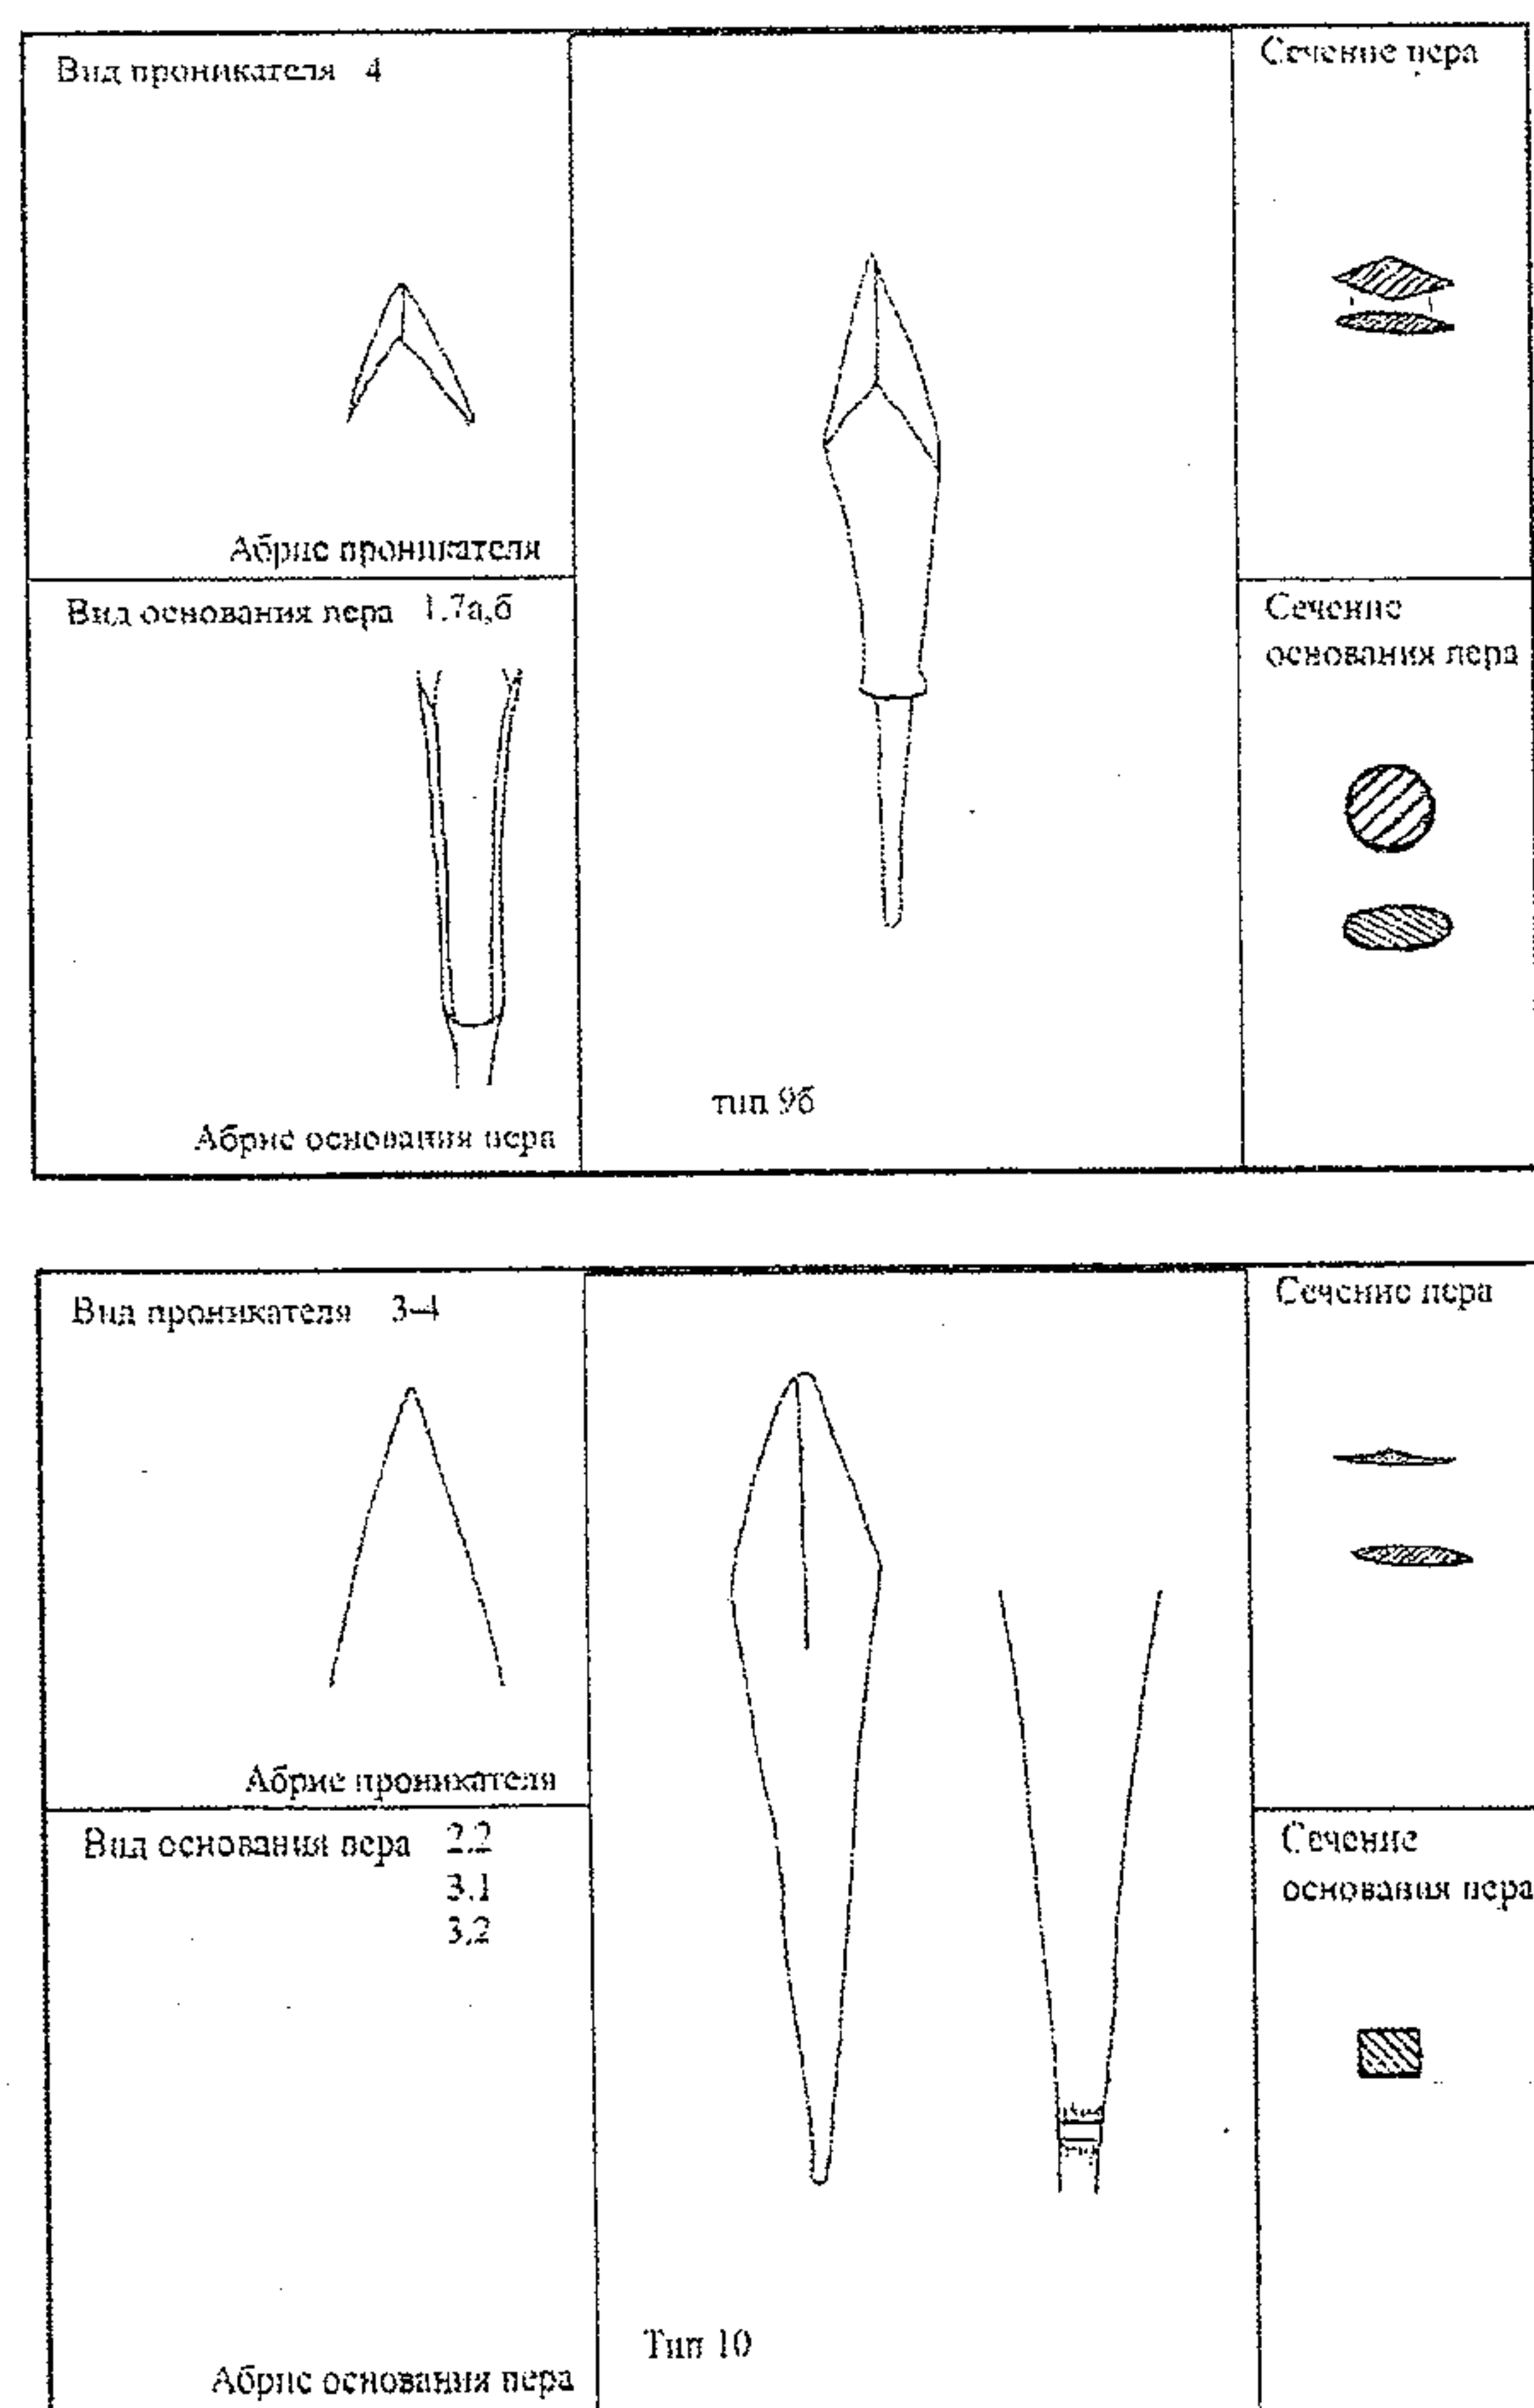 Вид проникателя 4
Абрис проникателя
Вид основания пера 1.7а,б
Абрис основания пера
тип 9б
Сечение пера
Сечение
основания пера
Вид проникателя 3-4
Абрис проникателя
Вид основания пера 2.2
3.1
3.2
Абрис основания пера
Тип 10
Сечение пера
Сечение
основания пера